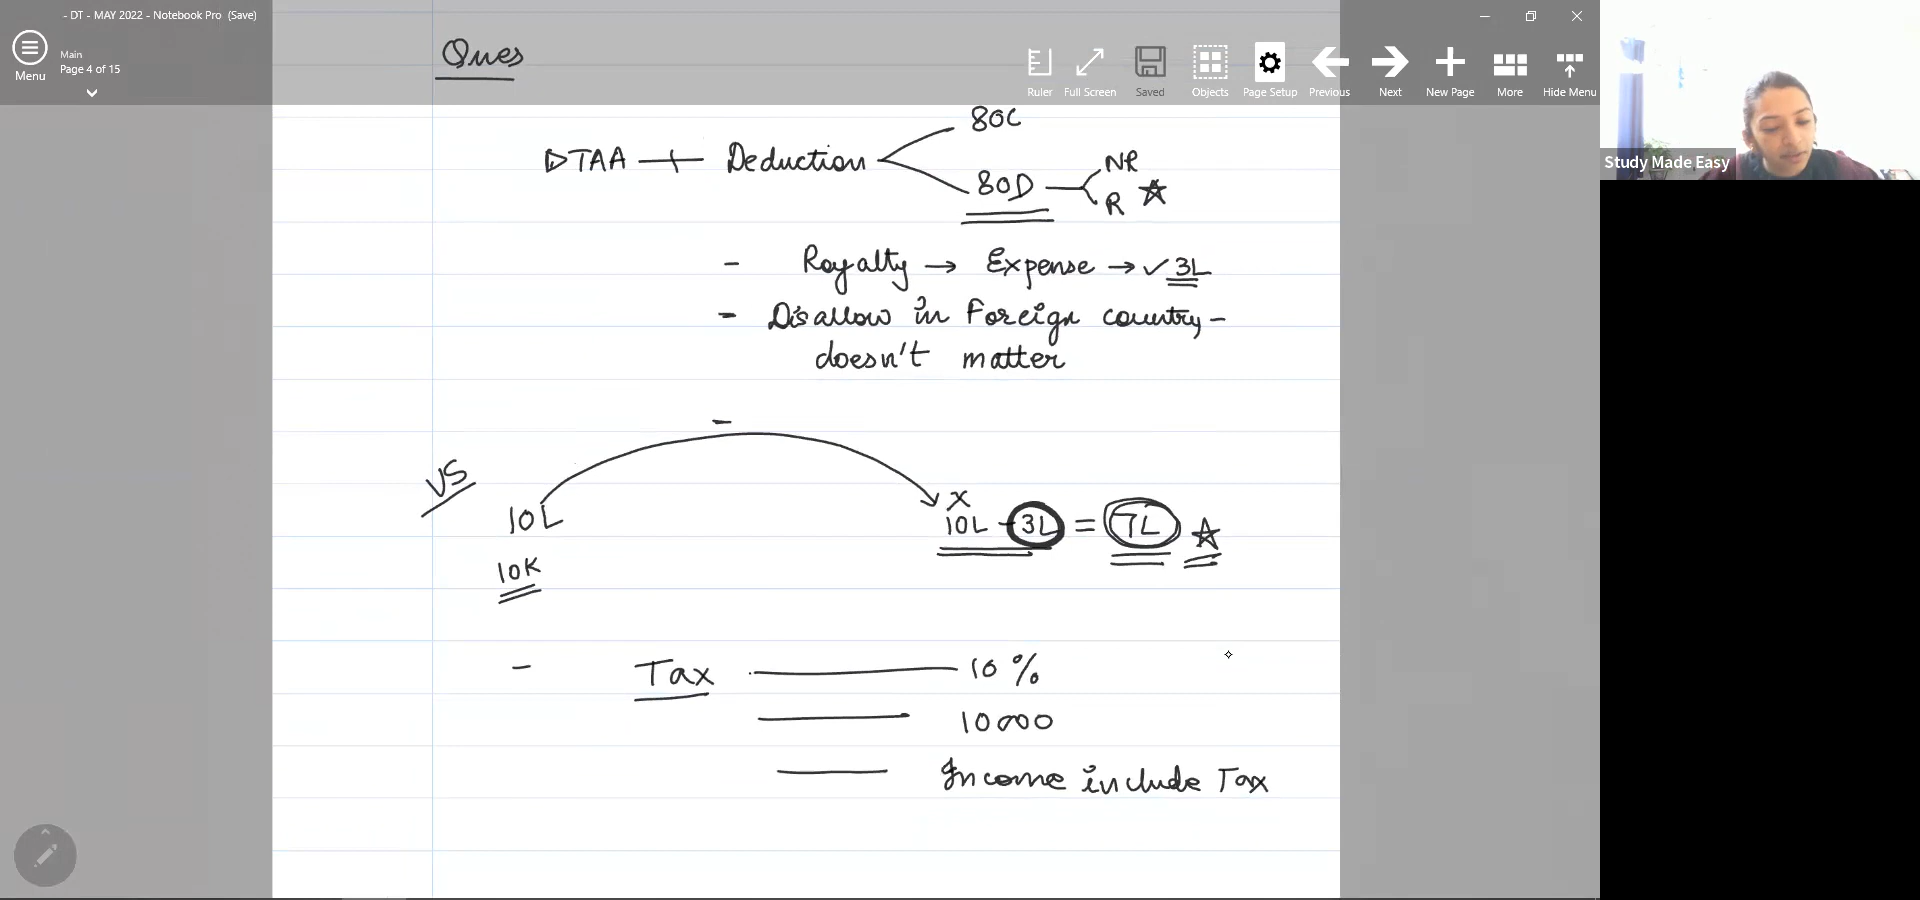 - DT - MAY 2022 - Notebook Pro (Save)
Menu
Main
Page 4 of 15
Ruler
Full Screen
Saved
Objects
Page Setup
Previous
Next
New Page
More
Hide Menu
Study Made Easy
Ques
80C
DTAA Deduction
80D NR
R
- Royalty → Expense → ✓ 3L
- Disallow in Foreign country -
doesn't matter
-
VS
X
10L 10L - 3L = 7L
10K
- Tax 10%
10000
Income include Tax